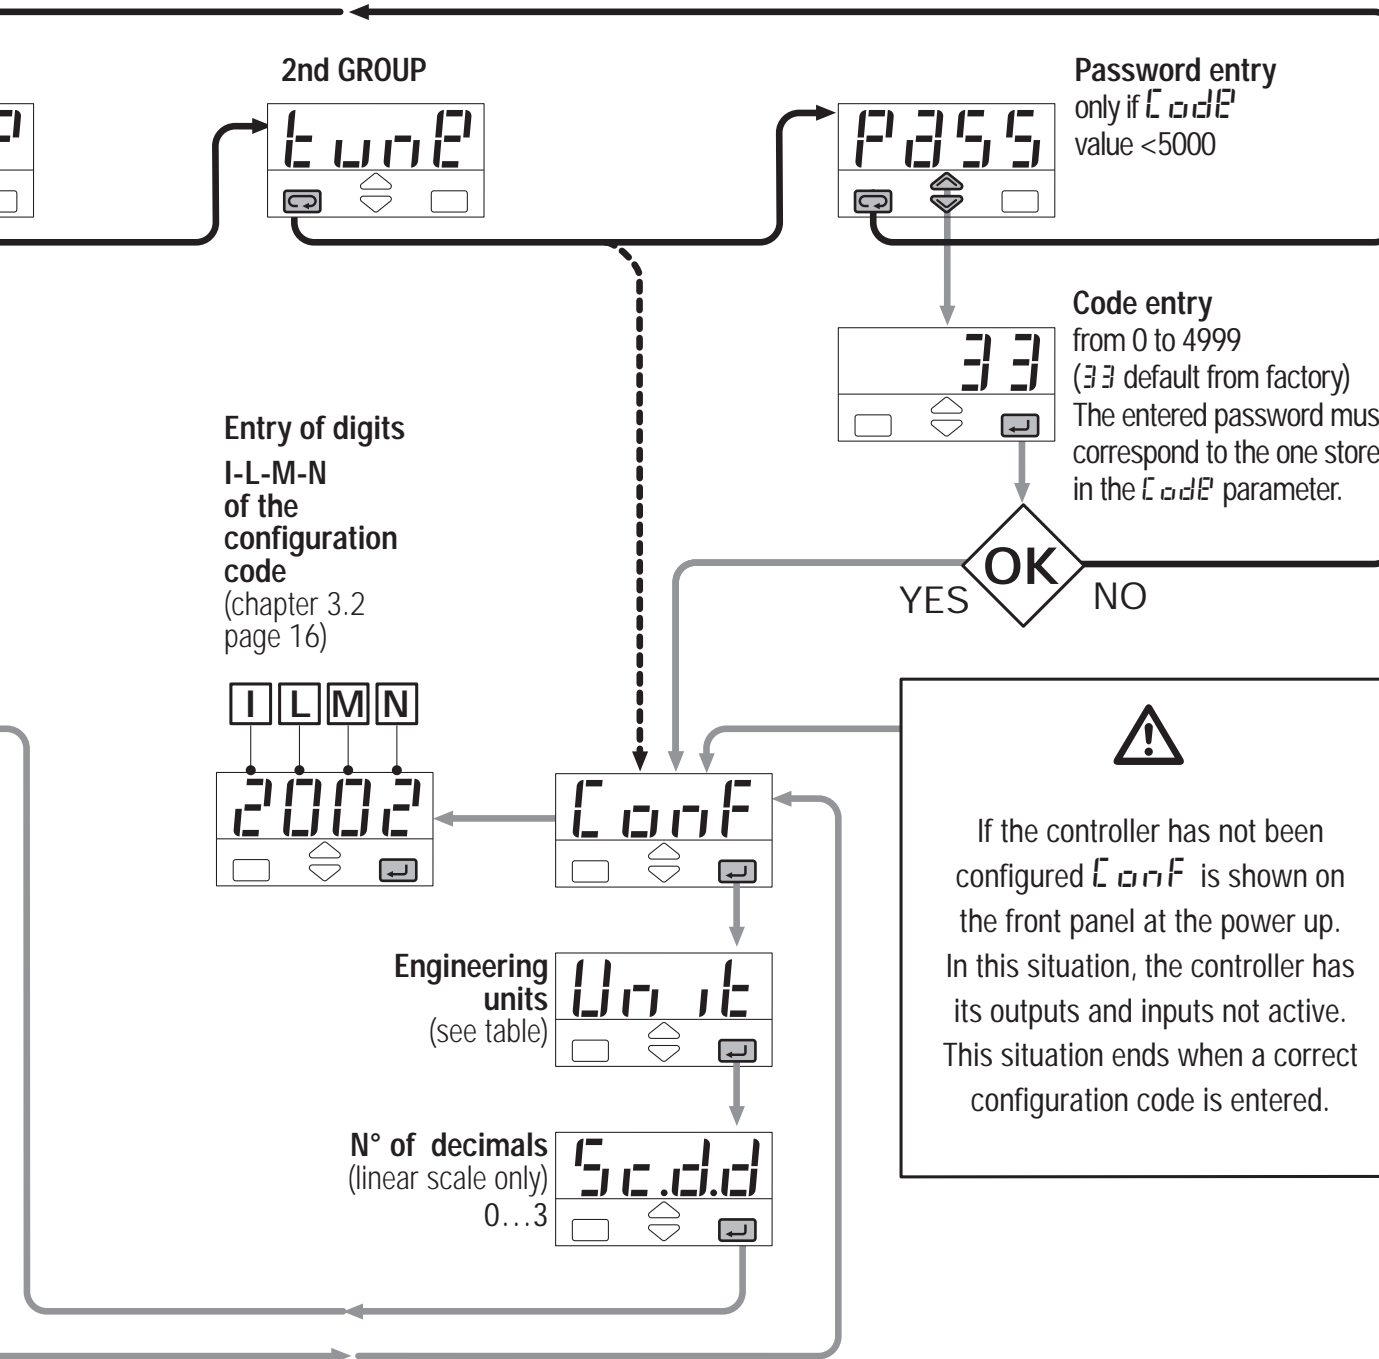 2nd GROUP
tunE
PASS
Password entry
only if CodE
value <5000
33
Code entry
from 0 to 4999
(33 default from factory)
The entered password mus
correspond to the one store
in the CodE parameter.
OK
YES
NO
Entry of digits
I-L-M-N
of the
configuration
code
(chapter 3.2
page 16)
I L M N
2002
ConF
Engineering
units
(see table)
Unit
N° of decimals
(linear scale only)
0...3
Sc.d.d
If the controller has not been
configured ConF is shown on
the front panel at the power up.
In this situation, the controller has
its outputs and inputs not active.
This situation ends when a correct
configuration code is entered.